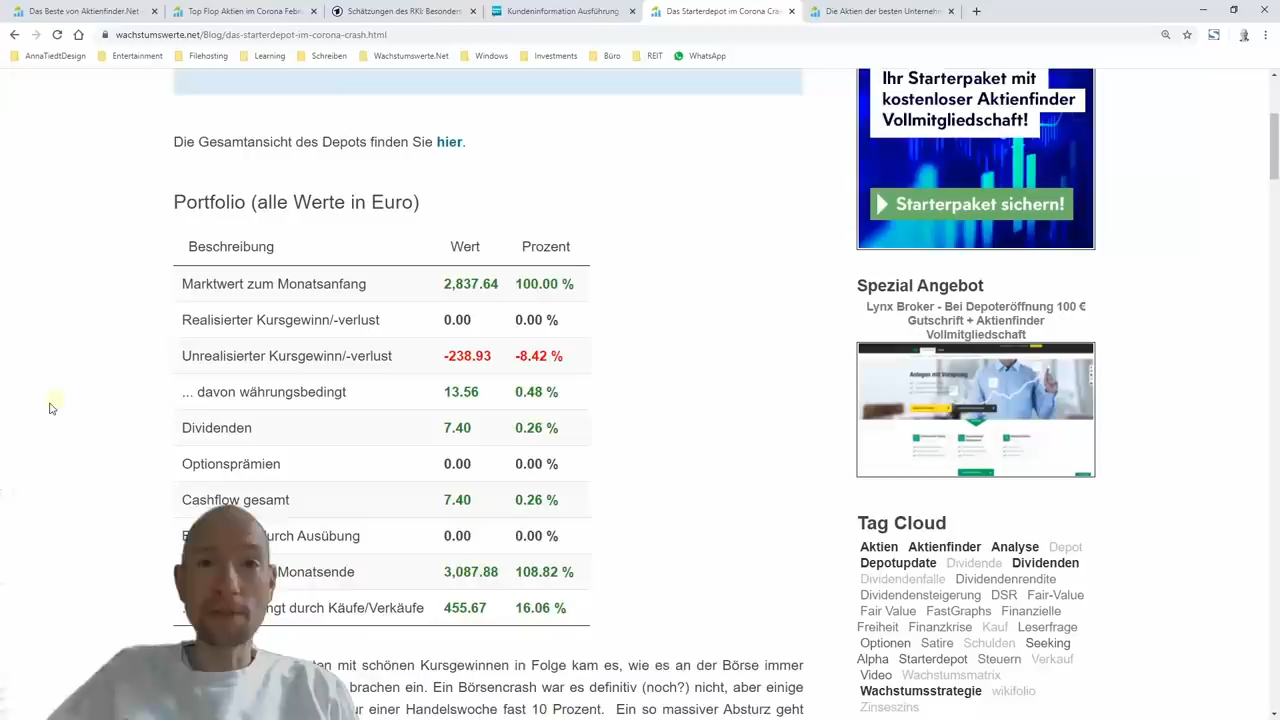 Das Beste von Aktienfinder.Net
Top Flop Aktien im Corona Febru
Schätzungen des RKI: Besonders
Kundeninformation Ausführung
Das Starterdepot im Corona Cras
Die Aktien der besten Unterneh
wachstumswerte.net/Blog/das-starterdepot-im-corona-crash.html
AnnaTiedtDesign
Entertainment
Filehosting
Learning
Schreiben
Wachstumswerte.Net
Windows
Investments
Büro
REIT
WhatsApp
Die Gesamtansicht des Depots finden Sie hier.
Portfolio (alle Werte in Euro)
Beschreibung Wert Prozent
Marktwert zum Monatsanfang 2,837.64 100.00 %
Realisierter Kursgewinn/-verlust 0.00 0.00 %
Unrealisierter Kursgewinn/-verlust -238.93 -8.42 %
... davon währungsbedingt 13.56 0.48 %
Dividenden 7.40 0.26 %
Optionsprämien 0.00 0.00 %
Cashflow gesamt 7.40 0.26 %
urch Ausübung 0.00 0.00 %
Monatsende 3,087.88 108.82 %
ngt durch Käufe/Verkäufe 455.67 16.06 %
mit schönen Kursgewinnen in Folge kam es, wie es an der Börse immer
brachen ein. Ein Börsencrash war es definitiv (noch?) nicht, aber einige
ur einer Handelswoche fast 10 Prozent. Ein so massiver Absturz geht
Ihr Starterpaket mit
kostenloser Aktienfinder
Vollmitgliedschaft!
Starterpaket sichern!
Spezial Angebot
Lynx Broker - Bei Depoteröffnung 100 €
Gutschrift + Aktienfinder
Vollmitgliedschaft
Anlegen mit Vorsprung
Tag Cloud
Aktien Aktienfinder Analyse Depot
Depotupdate Dividende Dividenden
Dividendenfalle Dividendenrendite
Dividendensteigerung DSR Fair-Value
Fair Value FastGraphs Finanzielle
Freiheit Finanzkrise Kauf Leserfrage
Optionen Satire Schulden Seeking
Alpha Starterdepot Steuern Verkauf
Video Wachstumsmatrix
Wachstumsstrategie wikifolio
Zinseszins